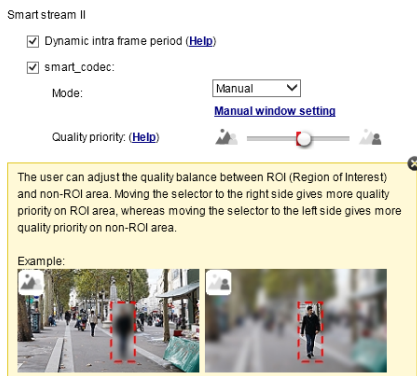 Smart stream II
Dynamic intra frame period (Help)
smart_codec:
Mode:
Manual
Manual window setting
Quality priority: (Help)
The user can adjust the quality balance between ROI (Region of Interest)
and non-ROI area. Moving the selector to the right side gives more quality
priority on ROI area, whereas moving the selector to the left side gives more
quality priority on non-ROI area.
Example: